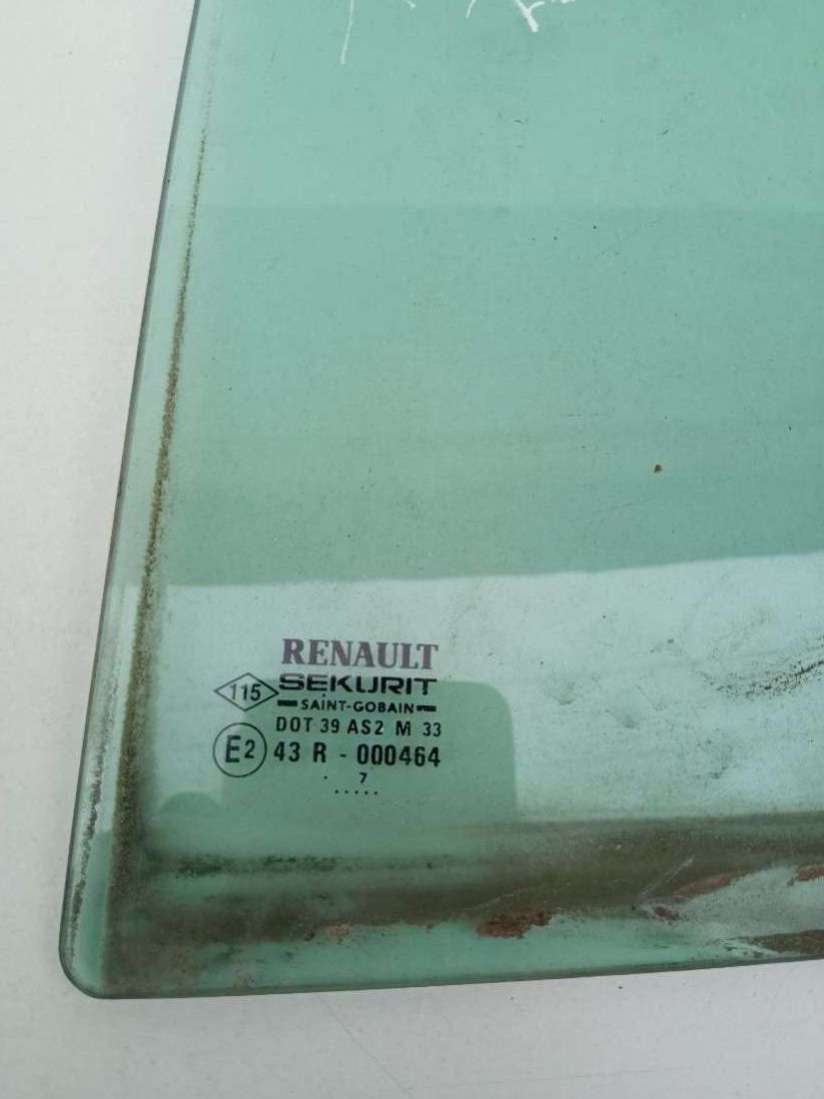 RENAULT
115 SEKURIT
SAINT-GOBAIN
DOT 39 AS2 M 33
E2 43 R - 000464
. 7
.....